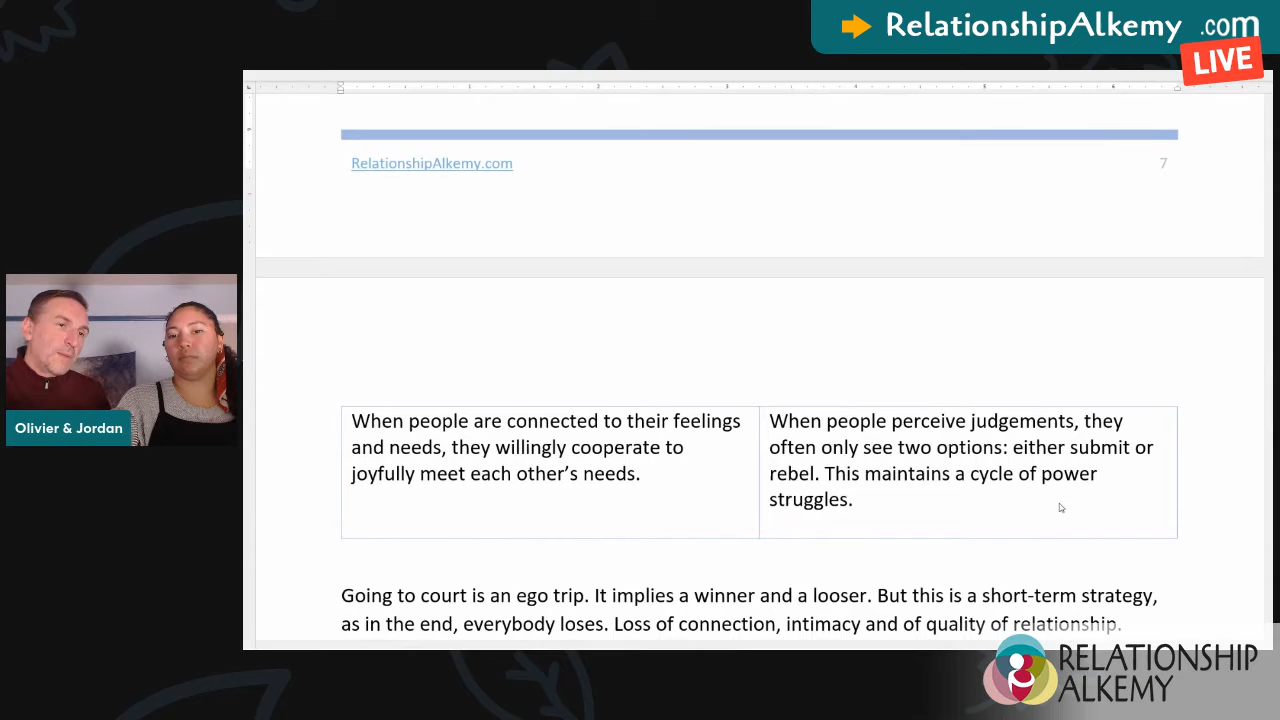 RelationshipAlkemy .com
LIVE
RelationshipAlkemy.com
7
When people are connected to their feelings
and needs, they willingly cooperate to
joyfully meet each other's needs.
When people perceive judgements, they
often only see two options: either submit or
rebel. This maintains a cycle of power
struggles.
Olivier & Jordan
Going to court is an ego trip. It implies a winner and a looser. But this is a short-term strategy,
as in the end, everybody loses. Loss of connection, intimacy and of quality of relationship.
RELATIONSHIP
ALKEMY